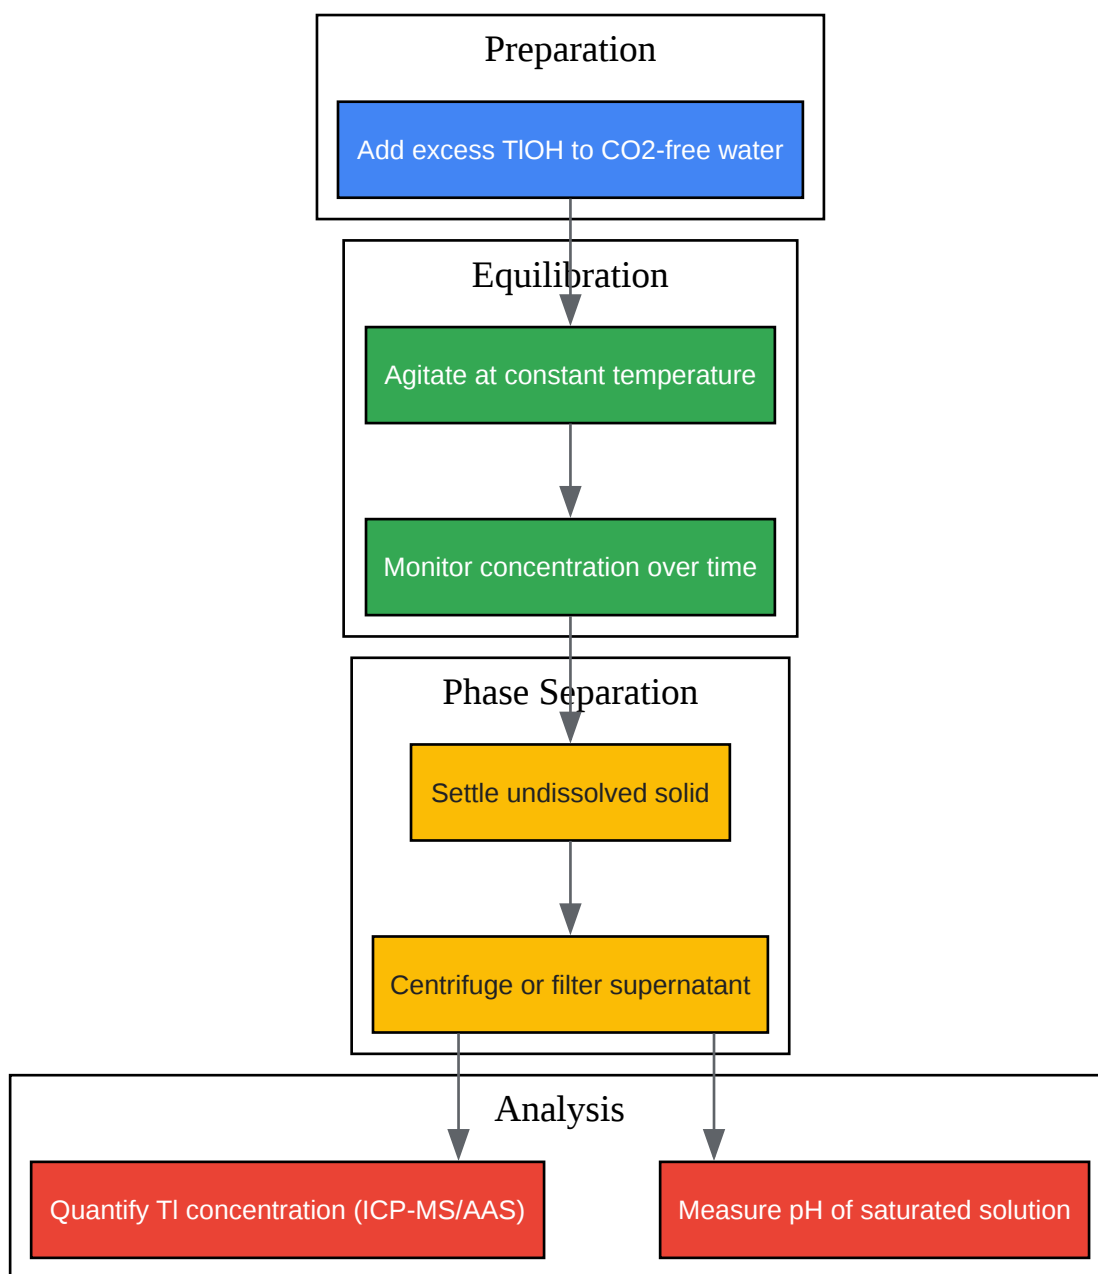 Preparation
Add excess TlOH to CO2-free water
Equilibration
Agitate at constant temperature
Monitor concentration over time
Phase Separation
Settle undissolved solid
Centrifuge or filter supernatant
Analysis
Quantify Tl concentration (ICP-MS/AAS)
Measure pH of saturated solution